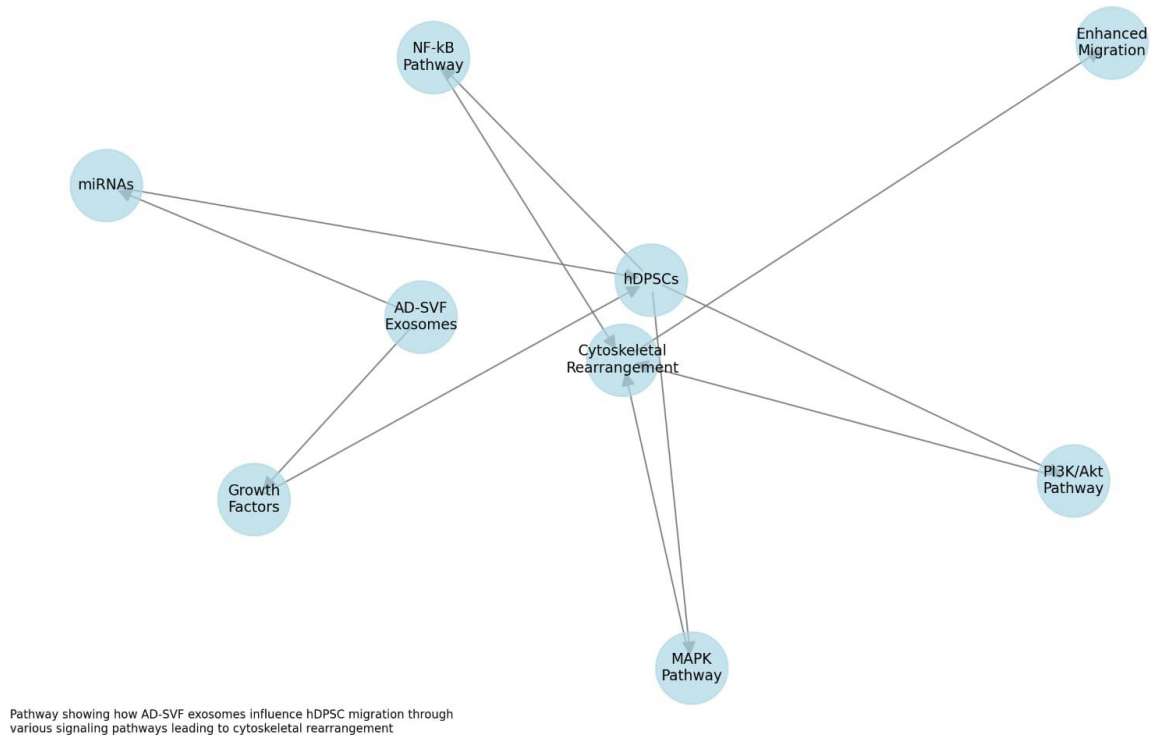 NF-kB
Pathway
Enhanced
Migration
miRNAs
hDPSCs
AD-SVF
Exosomes
Cytoskeletal
Rearrangement
Growth
Factors
PI3K/Akt
Pathway
MAPK
Pathway
Pathway showing how AD-SVF exosomes influence hDPSC migration through
various signaling pathways leading to cytoskeletal rearrangement